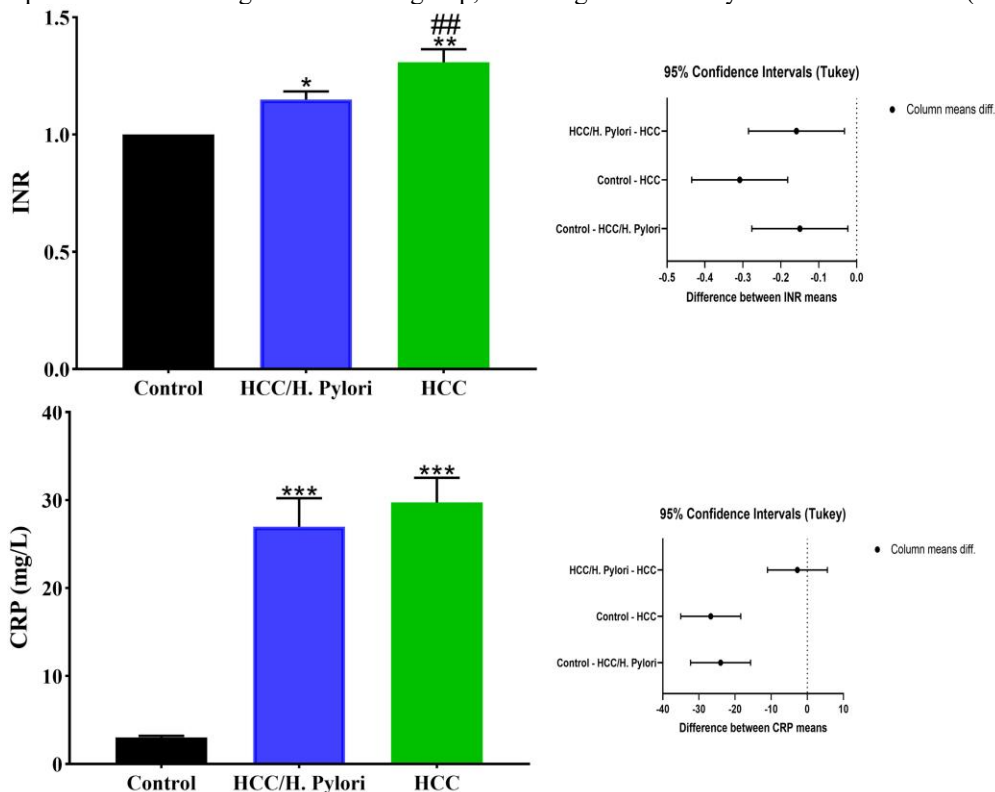 1.5
##
**
*
1.0
INR
0.5
0.0
Control HCC/H. Pylori HCC
95% Confidence Intervals (Tukey)
Column means diff.
HCC/H. Pylori - HCC
Control - HCC
Control - HCC/H. Pylori
-0.5 -0.4 -0.3 -0.2 -0.1 0.0
Difference between INR means
40
***
***
30
CRP (mg/L)
20
10
0
Control HCC/H. Pylori HCC
95% Confidence Intervals (Tukey)
Column means diff.
HCC/H. Pylori - HCC
Control - HCC
Control - HCC/H. Pylori
-40 -30 -20 -10 0 10
Difference between CRP means